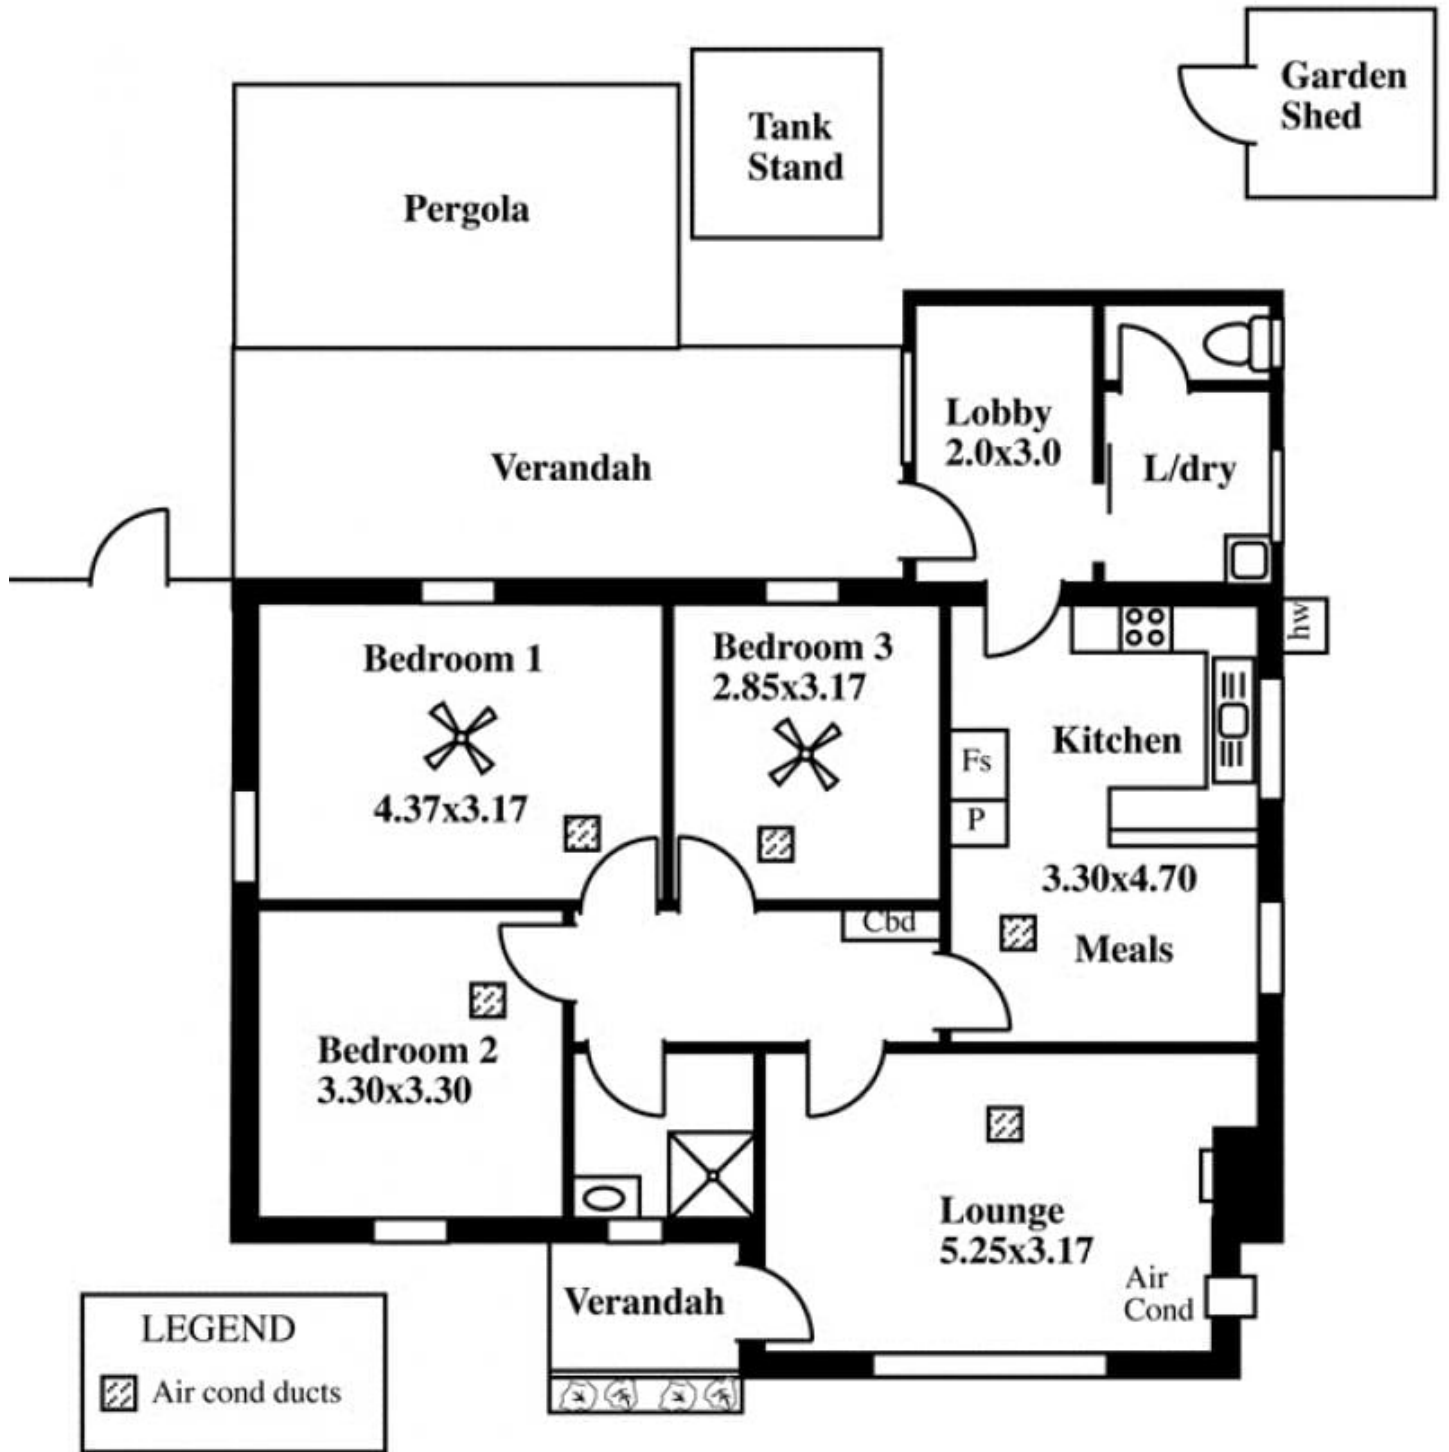 Garden
Shed
Tank
Stand
Pergola
Lobby
2.0x3.0
L/dry
Verandah
hw
Bedroom 1
4.37x3.17
Bedroom 3
2.85x3.17
Kitchen
Fs
P
3.30x4.70
Meals
Cbd
Bedroom 2
3.30x3.30
Lounge
5.25x3.17
Air
Cond
Verandah
LEGEND
Air cond ducts